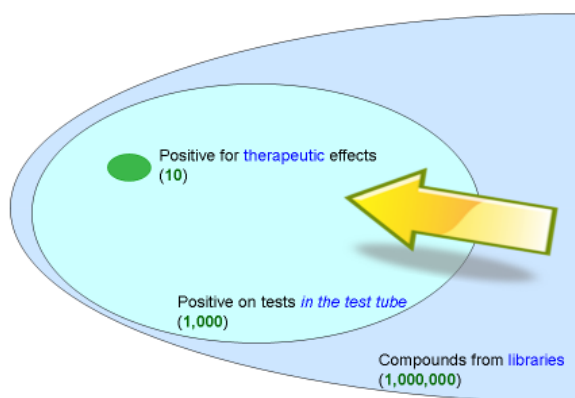 Positive for therapeutic effects
(10)
Positive on tests in the test tube
(1,000)
Compounds from libraries
(1,000,000)